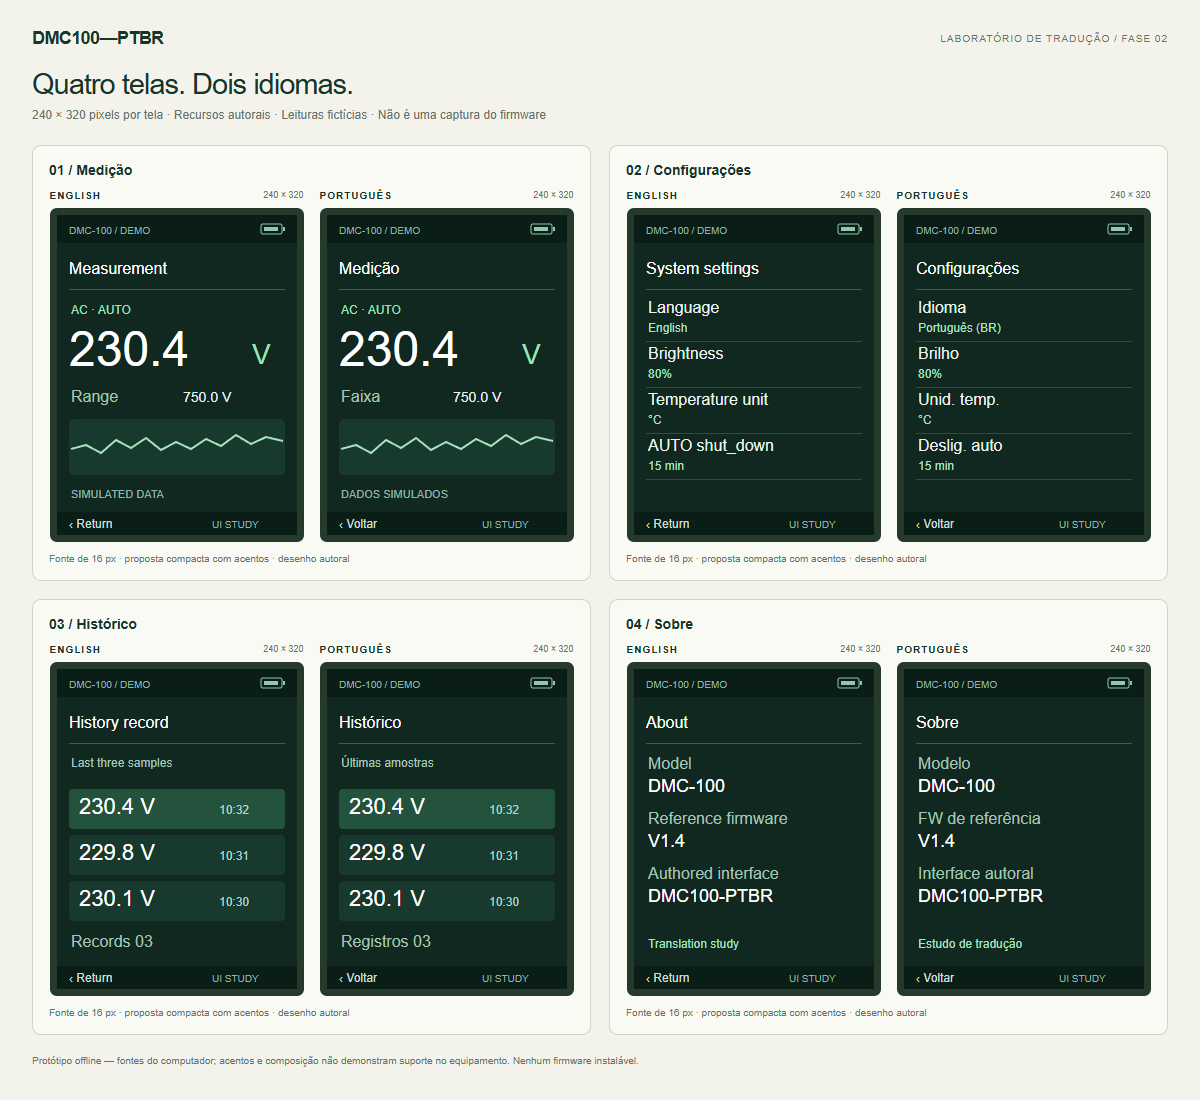 DMC100—PTBR
LABORATÓRIO DE TRADUÇÃO / FASE 02
Quatro telas. Dois idiomas.
240 × 320 pixels por tela · Recursos autorais · Leituras fictícias · Não é uma captura do firmware
01 / Medição
ENGLISH 240 × 320
DMC-100 / DEMO
Measurement
AC · AUTO
230.4 V
Range 750.0 V
SIMULATED DATA
‹ Return UI STUDY
PORTUGUÊS 240 × 320
DMC-100 / DEMO
Medição
AC · AUTO
230.4 V
Faixa 750.0 V
DADOS SIMULADOS
‹ Voltar UI STUDY
Fonte de 16 px · proposta compacta com acentos · desenho autoral
02 / Configurações
ENGLISH 240 × 320
DMC-100 / DEMO
System settings
Language
English
Brightness
80%
Temperature unit
°C
AUTO shut_down
15 min
‹ Return UI STUDY
PORTUGUÊS 240 × 320
DMC-100 / DEMO
Configurações
Idioma
Português (BR)
Brilho
80%
Unid. temp.
°C
Deslig. auto
15 min
‹ Voltar UI STUDY
Fonte de 16 px · proposta compacta com acentos · desenho autoral
03 / Histórico
ENGLISH 240 × 320
DMC-100 / DEMO
History record
Last three samples
230.4 V 10:32
229.8 V 10:31
230.1 V 10:30
Records 03
‹ Return UI STUDY
PORTUGUÊS 240 × 320
DMC-100 / DEMO
Histórico
Últimas amostras
230.4 V 10:32
229.8 V 10:31
230.1 V 10:30
Registros 03
‹ Voltar UI STUDY
Fonte de 16 px · proposta compacta com acentos · desenho autoral
04 / Sobre
ENGLISH 240 × 320
DMC-100 / DEMO
About
Model
DMC-100
Reference firmware
V1.4
Authored interface
DMC100-PTBR
Translation study
‹ Return UI STUDY
PORTUGUÊS 240 × 320
DMC-100 / DEMO
Sobre
Modelo
DMC-100
FW de referência
V1.4
Interface autoral
DMC100-PTBR
Estudo de tradução
‹ Voltar UI STUDY
Fonte de 16 px · proposta compacta com acentos · desenho autoral
Protótipo offline — fontes do computador; acentos e composição não demonstram suporte no equipamento. Nenhum firmware instalável.